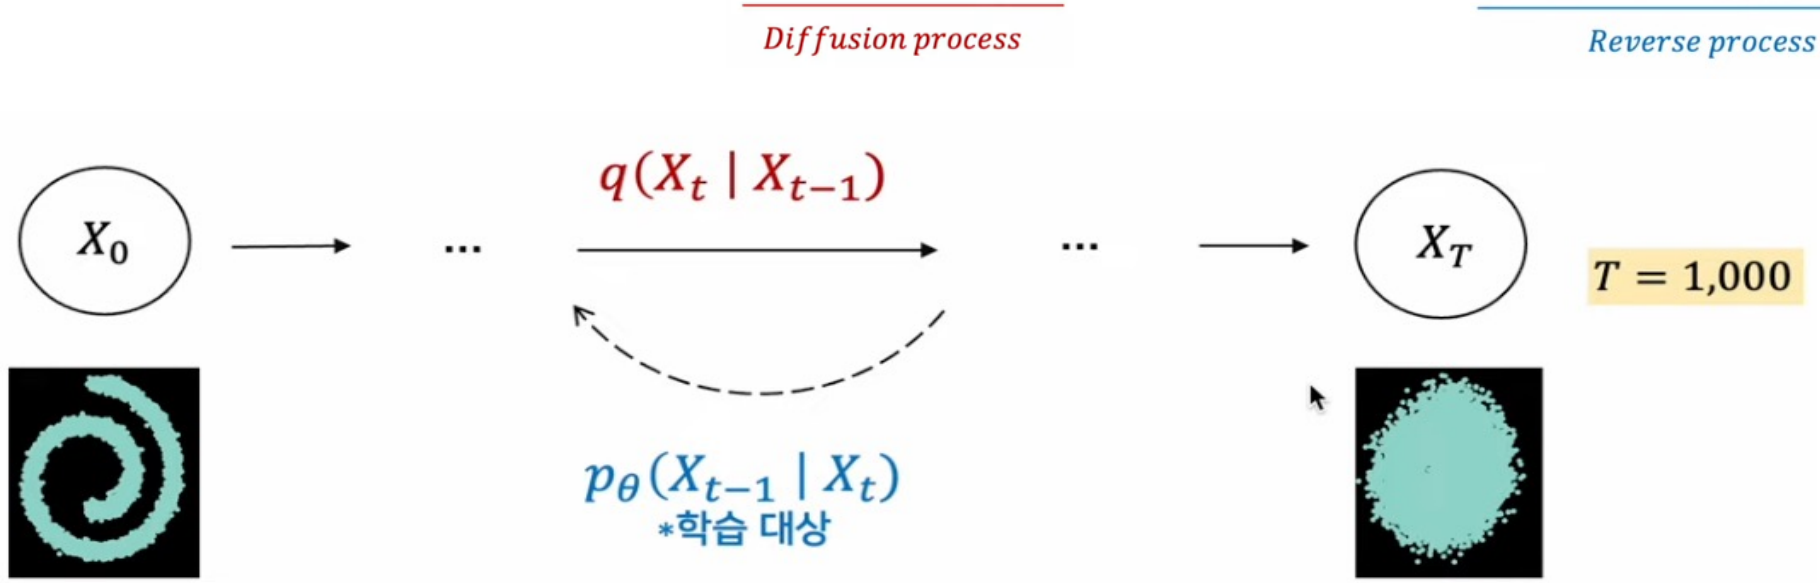 Diffusion process
Reverse process
q(X_t | X_{t-1})
X_0
...
...
X_T
T = 1,000
p_θ(X_{t-1} | X_t)
*학습 대상